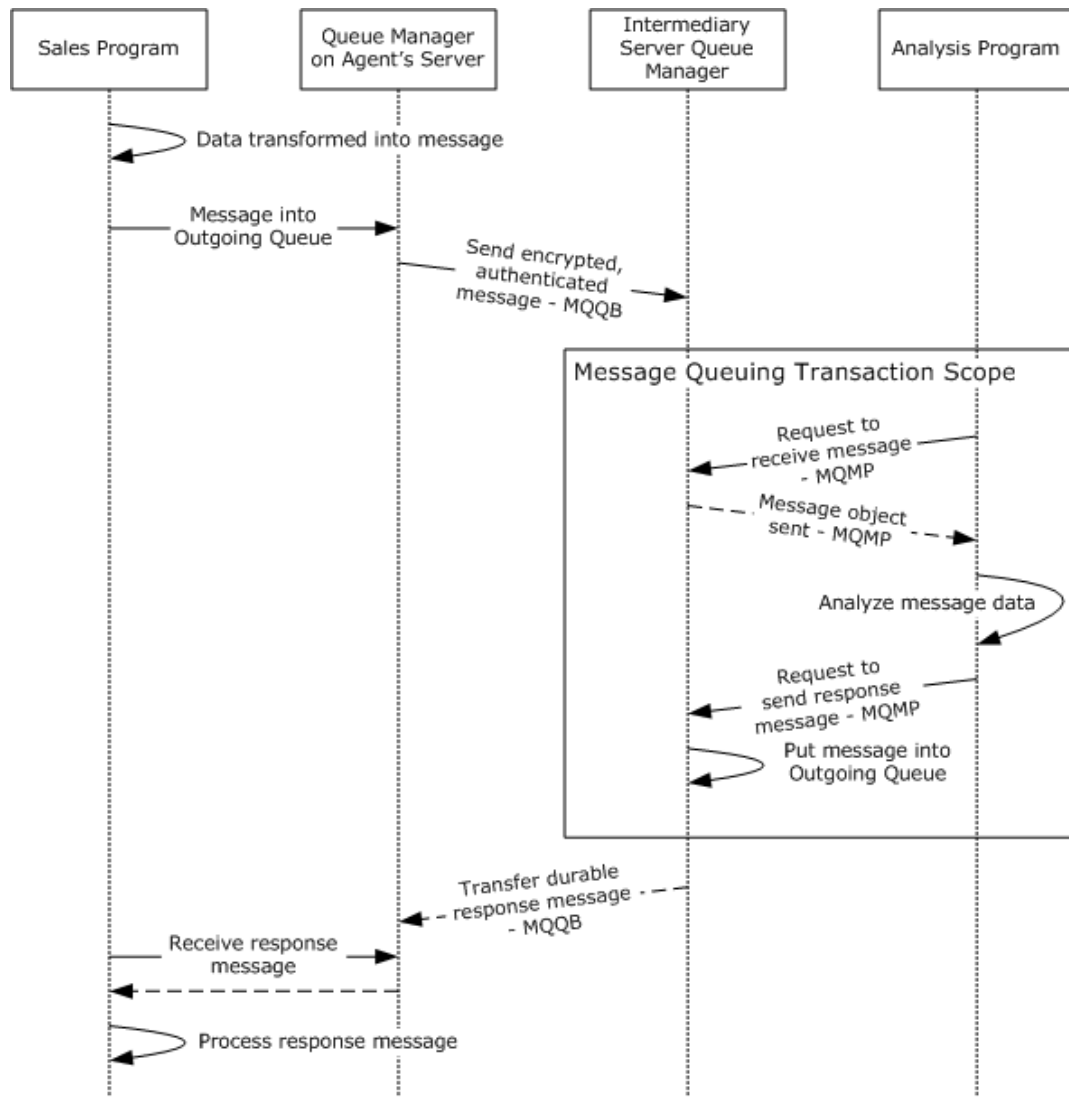 Sales Program
Queue Manager
on Agent's Server
Intermediary
Server Queue
Manager
Analysis Program
Data transformed into message
Message into
Outgoing Queue
Send encrypted,
authenticated
message - MQQB
Message Queuing Transaction Scope
Request to
receive message
- MQMP
Message object
sent - MQMP
Analyze message data
Request to
send response
message - MQMP
Put message into
Outgoing Queue
Transfer durable
response message
- MQQB
Receive response
message
Process response message